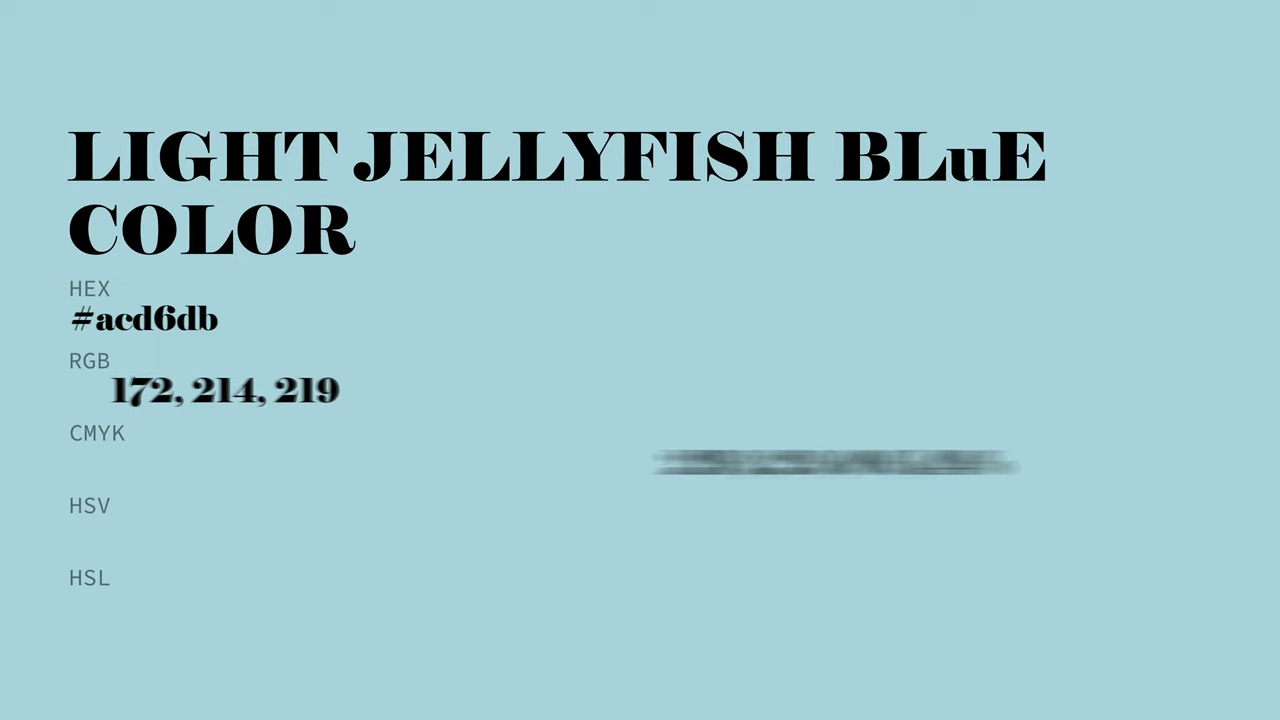 LIGHT JELLYFISH BLuE
COLOR
HEX
#acd6db
RGB
172, 214, 219
CMYK
HSV
HSL